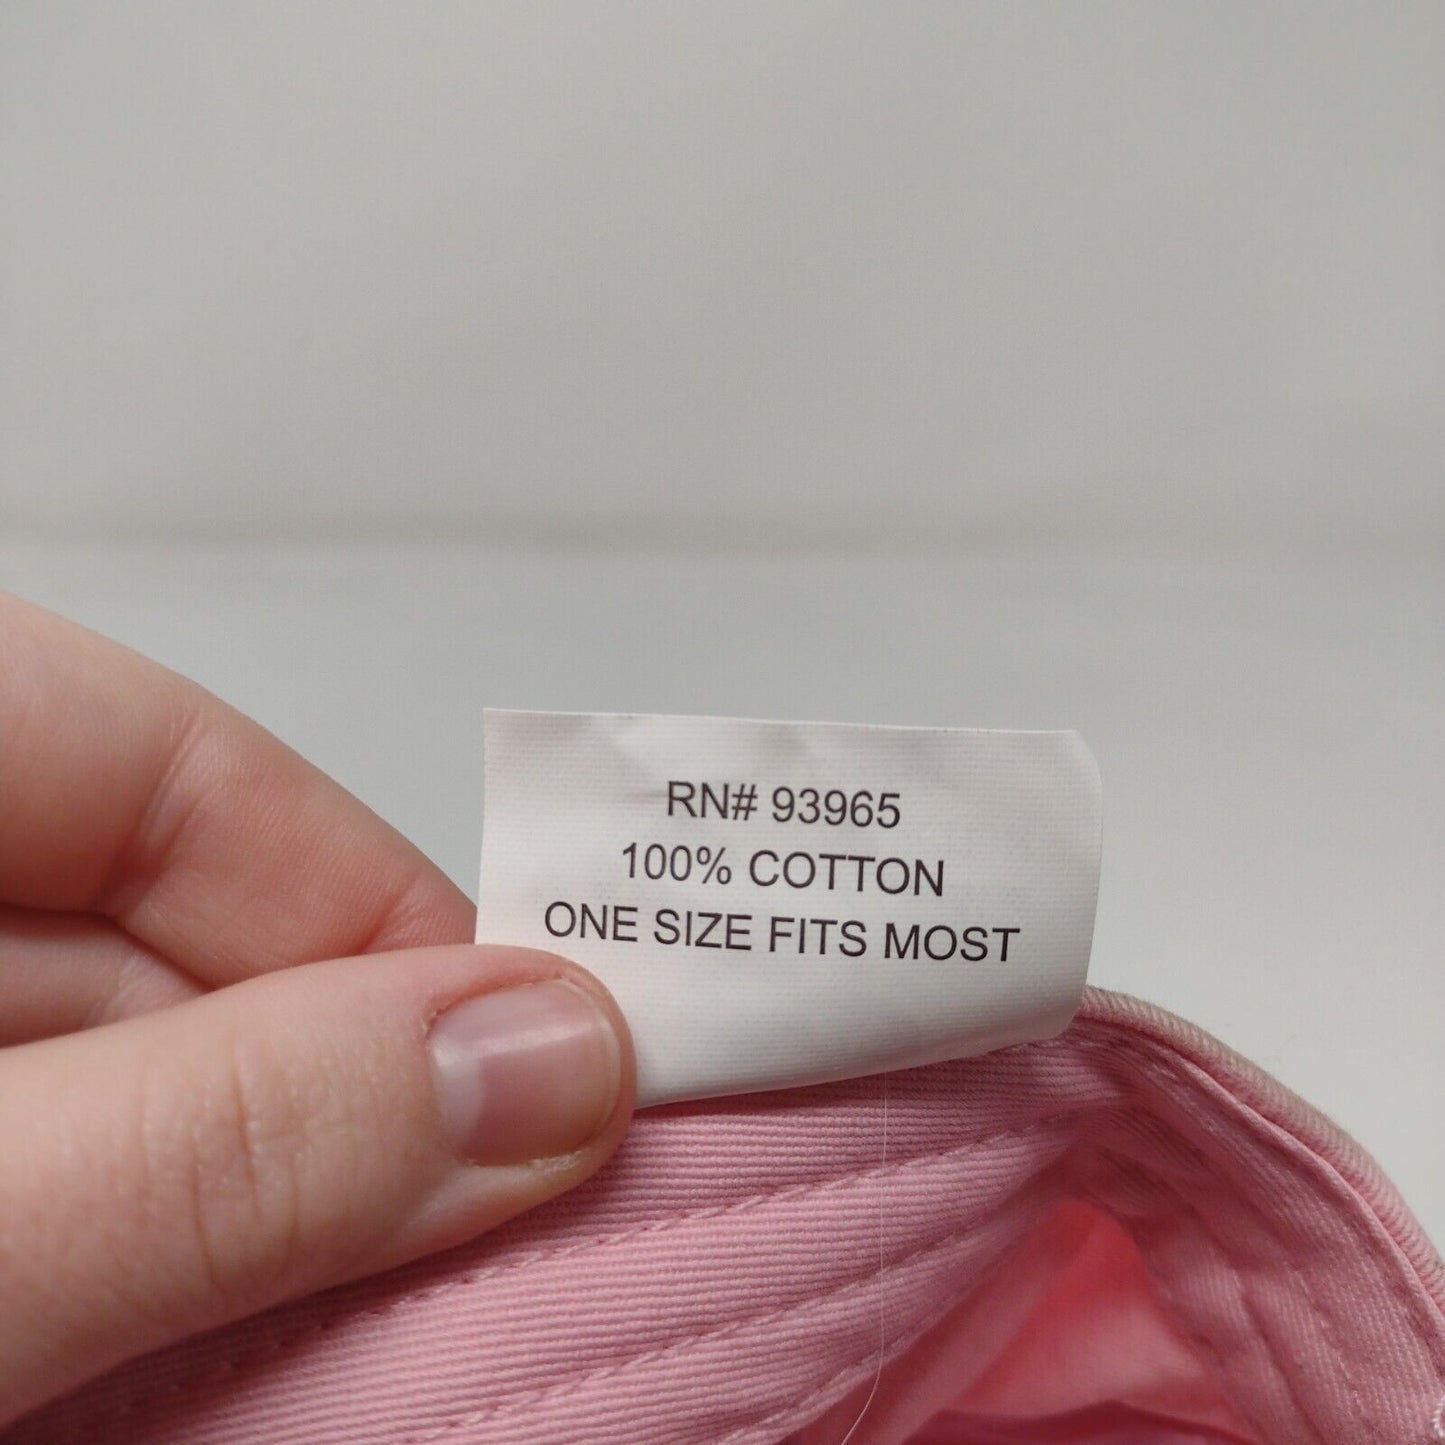 RN# 93965
100% COTTON
ONE SIZE FITS MOST